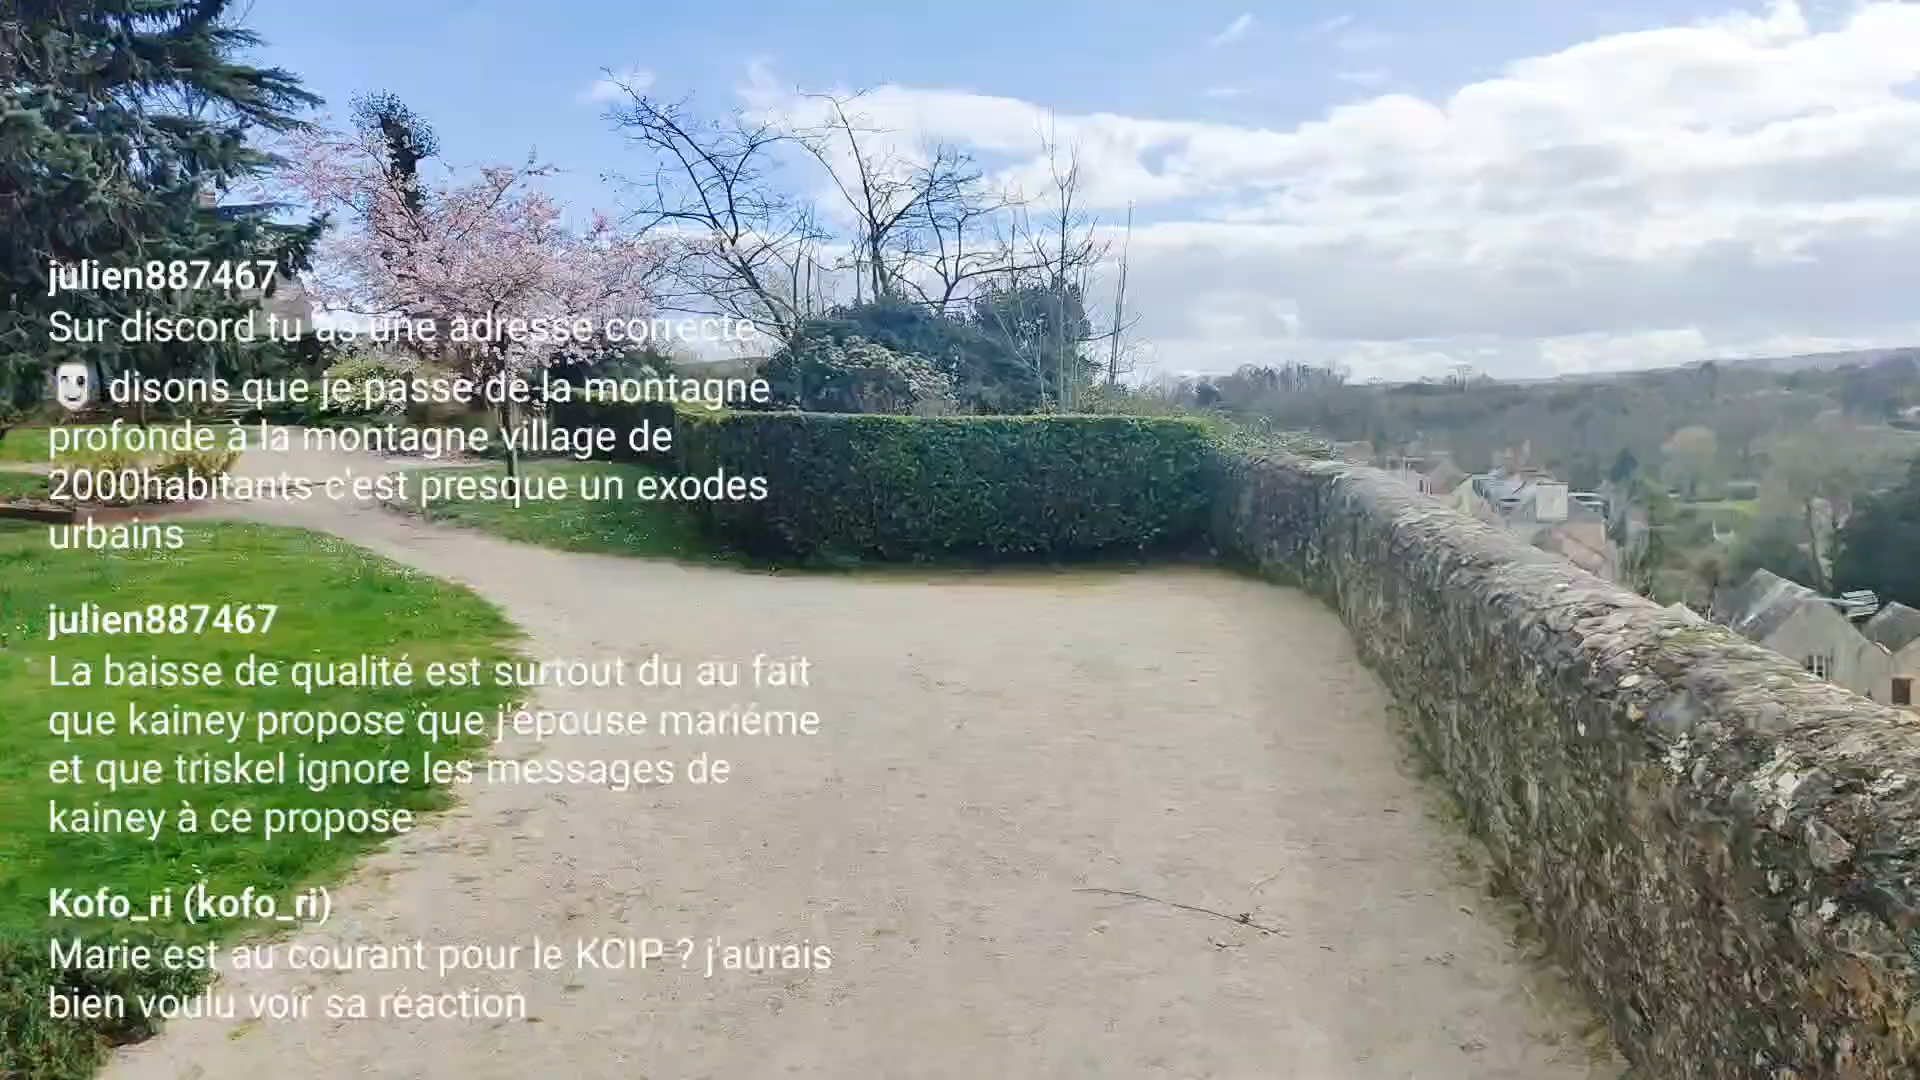 julien887467
Sur discord tu as une adresse correcte
disons que je passe de la montagne
profonde à la montagne village de
2000habitants c'est presque un exodes
urbains
julien887467
La baisse de qualité est surtout du au fait
que kainey propose que j'épouse mariéme
et que triskel ignore les messages de
kainey à ce propose
Kofo_ri (kofo_ri)
Marie est au courant pour le KCIP ? j'aurais
bien voulu voir sa réaction